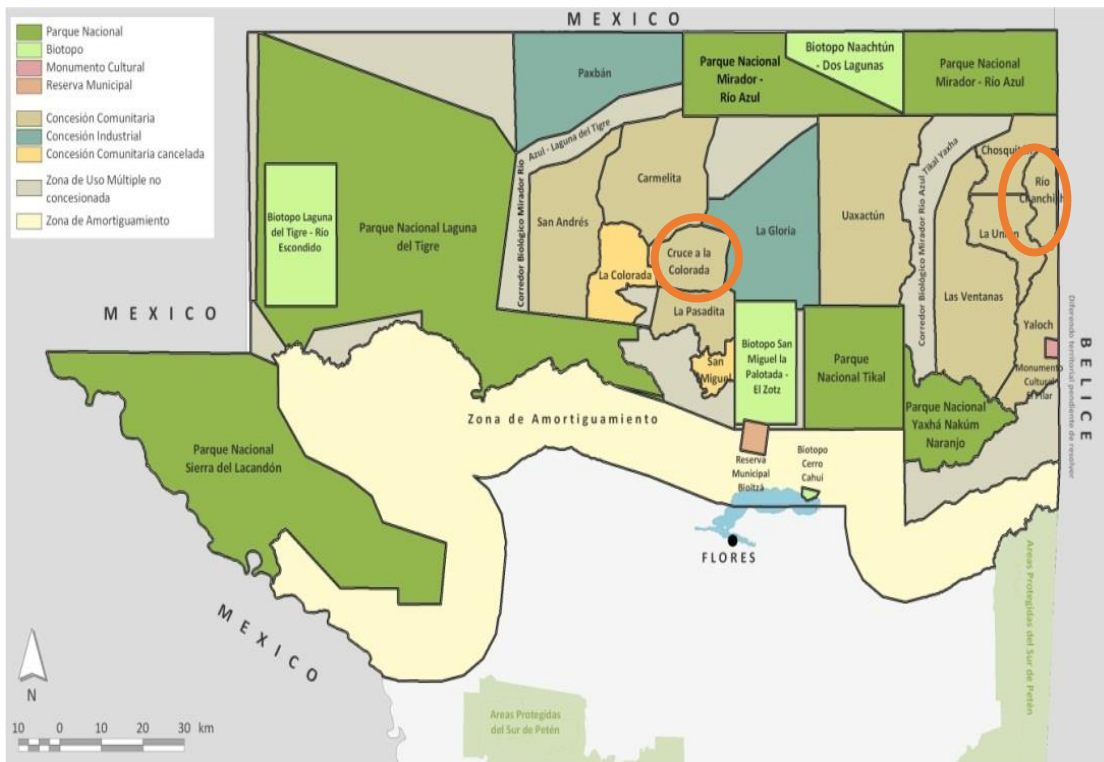 MEXICO
Parque Nacional
Biotopo
Monumento Cultural
Reserva Municipal
Concesión Comunitaria
Concesión Industrial
Concesión Comunitaria cancelada
Zona de Uso Múltiple no
concesionada
Zona de Amortiguamiento
Paxbán
Parque Nacional
Mirador -
Río Azul
Biotopo Naachtún
- Dos Lagunas
Parque Nacional
Mirador - Río Azul
Corredor Biológico Mirador Río
Azul - Laguna del Tigre
Carmelita
San Andrés
La Colorada
Cruce a la
Colorada
La Gloria
La Pasadita
San
Miguel
Uaxactún
Corredor Biológico Mirador Río Azul
Tikal Yaxha
Chosquit
Río
Chanchich
La Unión
Las Ventanas
Yaloch
Monumento
Cultural
El Pilar
Biotopo Laguna
del Tigre - Río
Escondido
Parque Nacional Laguna
del Tigre
MEXICO
Biotopo San
Miguel la
Palotada -
El Zotz
Parque
Nacional Tikal
Parque Nacional
Yaxhá Nakúm
Naranjo
Diferendo territorial pendiente de resolver
BELICE
Zona de Amortiguamiento
Parque Nacional
Sierra del Lacandón
Reserva
Municipal
Bioitzá
Biotopo
Cerro
Cahuí
FLORES
MEXICO
N
10 0 10 20 30 km
Areas Protegidas
del Sur de Petén
Areas Protegidas del Sur de Petén